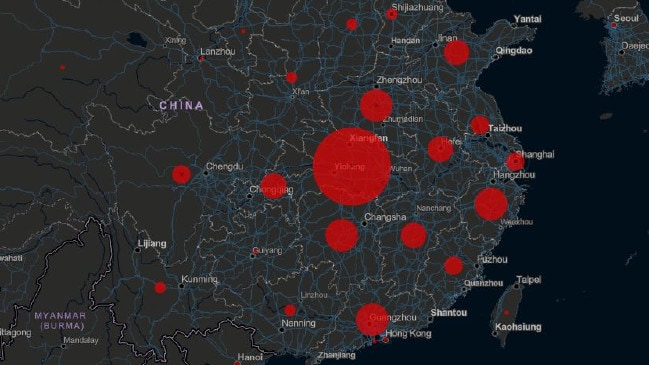 Shijiazhuang
Yantai
Seoul
Xining
Lanzhou
Handan
Jinan
Qingdao
Daejeo
Zhengzhou
Xi'an
CHINA
Zhumadian
Xiangfan
Hefei
Taizhou
Shanghai
Chengdu
Yichang
Wuhan
Hangzhou
Chongqing
Nanchang
Wenzhou
Changsha
Lijiang
wahati
Guiyang
Fuzhou
Kunming
Linzhou
Quanzhou
Taipei
MYANMAR
(BURMA)
Nanning
Guangzhou
Shantou
Kaohsiung
ittagong
Mandalay
Hong Kong
Hanoi
Zhanjiang